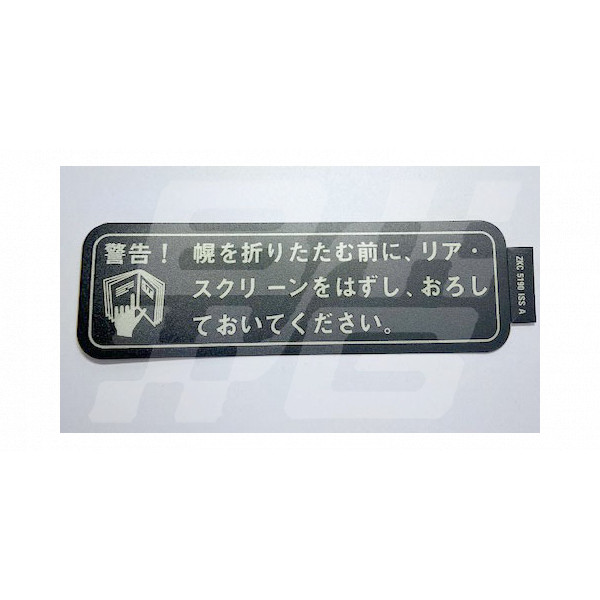 警告! 幌を折りたたむ前に、リア・
スクリーンをはずし、おろし
ておいてください。
ZKC 5190 ISS A